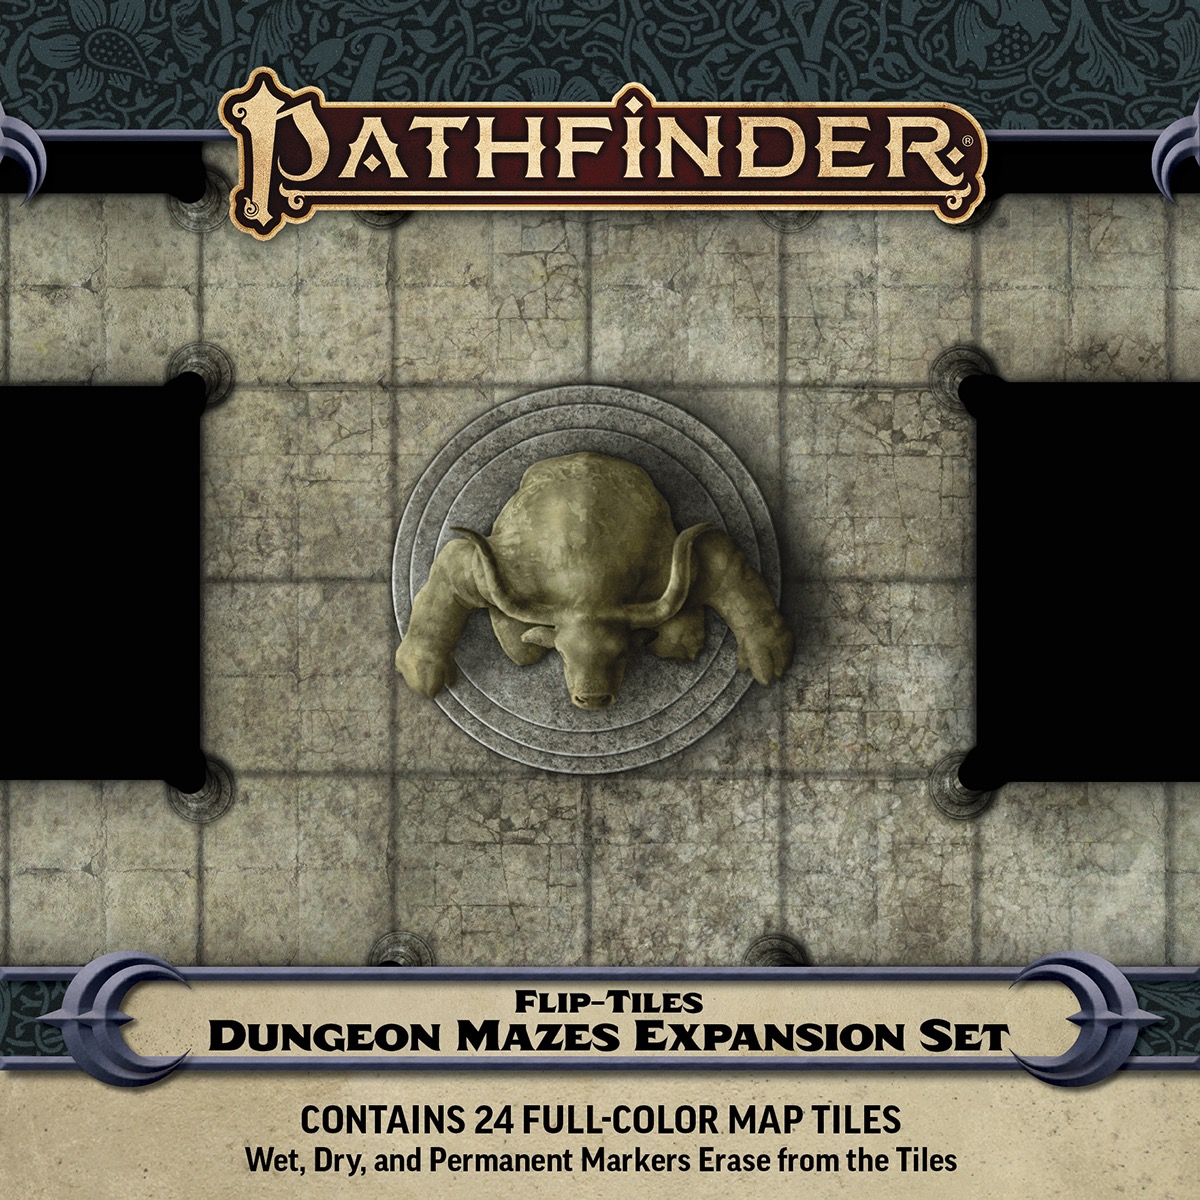 PATHFINDER®
FLIP-TILES
DUNGEON MAZES EXPANSION SET
CONTAINS 24 FULL-COLOR MAP TILES
Wet, Dry, and Permanent Markers Erase from the Tiles